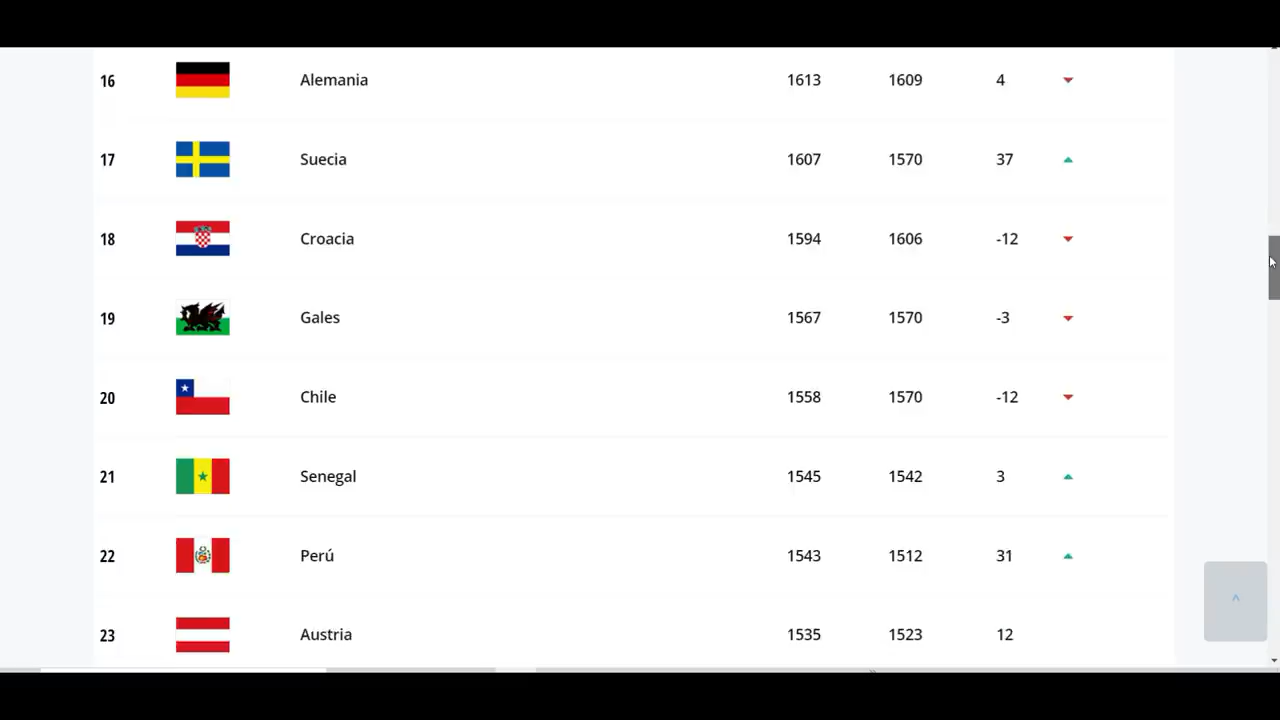 16 Alemania 1613 1609 4
17 Suecia 1607 1570 37
18 Croacia 1594 1606 -12
19 Gales 1567 1570 -3
20 Chile 1558 1570 -12
21 Senegal 1545 1542 3
22 Perú 1543 1512 31
23 Austria 1535 1523 12